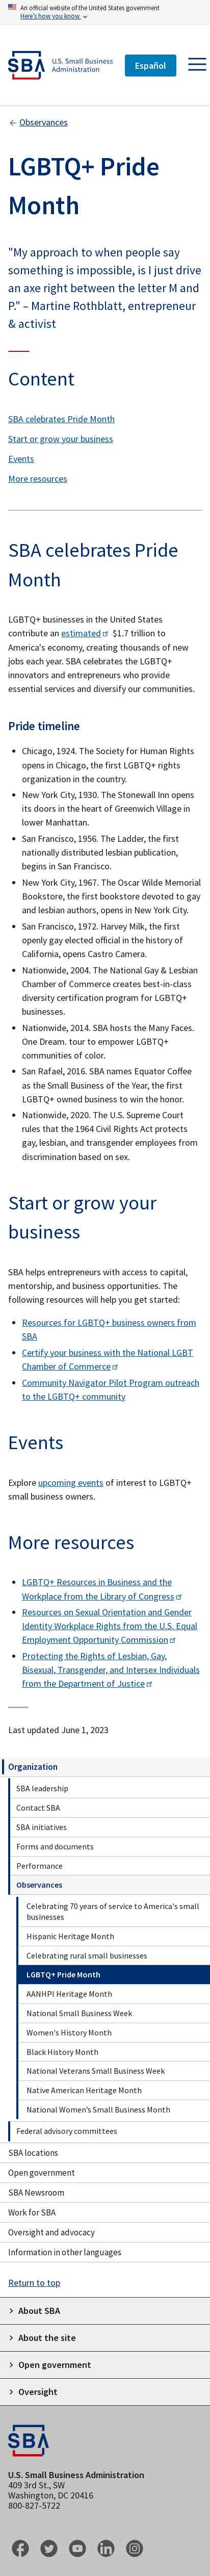 An official website of the United States government
Here's how you know
SBA
U.S. Small Business
Administration
Español
Observances
LGBTQ+ Pride
Month
"My approach to when people say
something is impossible, is I just drive
an axe right between the letter M and
P." – Martine Rothblatt, entrepreneur
& activist
Content
SBA celebrates Pride Month
Start or grow your business
Events
More resources
SBA celebrates Pride
Month
LGBTQ+ businesses in the United States
contribute an estimated $1.7 trillion to
America's economy, creating thousands of new
jobs each year. SBA celebrates the LGBTQ+
innovators and entrepreneurs who provide
essential services and diversify our communities.
Pride timeline
• Chicago, 1924. The Society for Human Rights
opens in Chicago, the first LGBTQ+ rights
organization in the country.
• New York City, 1930. The Stonewall Inn opens
its doors in the heart of Greenwich Village in
lower Manhattan.
• San Francisco, 1956. The Ladder, the first
nationally distributed lesbian publication,
begins in San Francisco.
• New York City, 1967. The Oscar Wilde Memorial
Bookstore, the first bookstore devoted to gay
and lesbian authors, opens in New York City.
• San Francisco, 1972. Harvey Milk, the first
openly gay elected official in the history of
California, opens Castro Camera.
• Nationwide, 2004. The National Gay & Lesbian
Chamber of Commerce creates best-in-class
diversity certification program for LGBTQ+
businesses.
• Nationwide, 2014. SBA hosts the Many Faces.
One Dream. tour to empower LGBTQ+
communities of color.
• San Rafael, 2016. SBA names Equator Coffee
as the Small Business of the Year, the first
LGBTQ+ owned business to win the honor.
• Nationwide, 2020. The U.S. Supreme Court
rules that the 1964 Civil Rights Act protects
gay, lesbian, and transgender employees from
discrimination based on sex.
Start or grow your
business
SBA helps entrepreneurs with access to capital,
mentorship, and business opportunities. The
following resources will help you get started:
• Resources for LGBTQ+ business owners from
SBA
• Certify your business with the National LGBT
Chamber of Commerce
• Community Navigator Pilot Program outreach
to the LGBTQ+ community
Events
Explore upcoming events of interest to LGBTQ+
small business owners.
More resources
• LGBTQ+ Resources in Business and the
Workplace from the Library of Congress
• Resources on Sexual Orientation and Gender
Identity Workplace Rights from the U.S. Equal
Employment Opportunity Commission
• Protecting the Rights of Lesbian, Gay,
Bisexual, Transgender, and Intersex Individuals
from the Department of Justice
Last updated June 1, 2023
Organization
SBA leadership
Contact SBA
SBA initiatives
Forms and documents
Performance
Observances
Celebrating 70 years of service to America's small
businesses
Hispanic Heritage Month
Celebrating rural small businesses
LGBTQ+ Pride Month
AANHPI Heritage Month
National Small Business Week
Women's History Month
Black History Month
National Veterans Small Business Week
Native American Heritage Month
National Women's Small Business Month
Federal advisory committees
SBA locations
Open government
SBA Newsroom
Work for SBA
Oversight and advocacy
Information in other languages
Return to top
About SBA
About the site
Open government
Oversight
SBA
U.S. Small Business Administration
409 3rd St., SW
Washington, DC 20416
800-827-5722